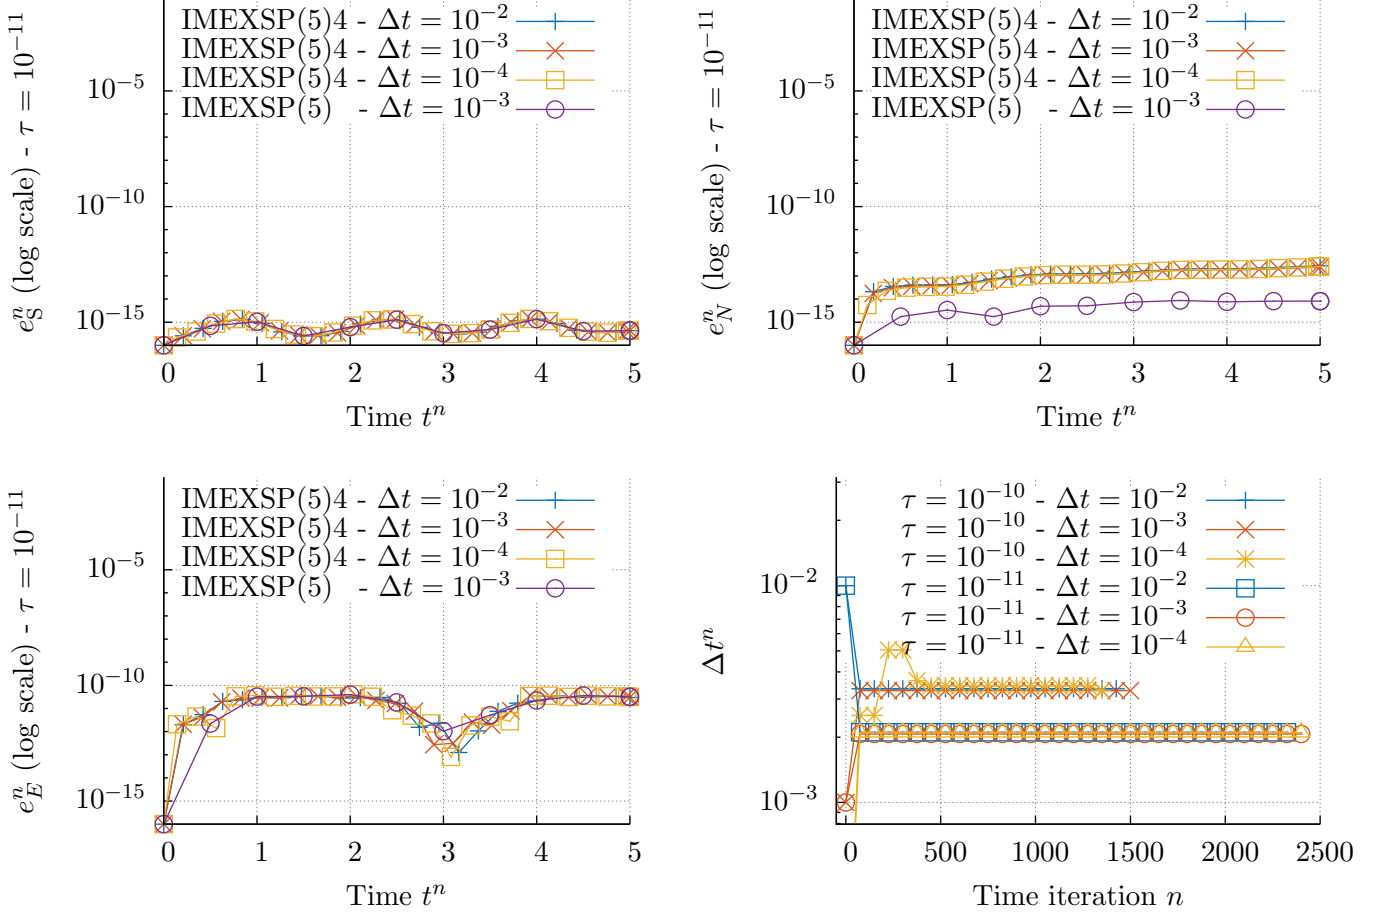 e_S^n (log scale) - τ = 10^−11
IMEXSP(5)4 - Δt = 10^−2
IMEXSP(5)4 - Δt = 10^−3
IMEXSP(5)4 - Δt = 10^−4
IMEXSP(5) - Δt = 10^−3
10^−5
10^−10
10^−15
0 1 2 3 4 5
Time t^n
e_N^n (log scale) - τ = 10^−11
IMEXSP(5)4 - Δt = 10^−2
IMEXSP(5)4 - Δt = 10^−3
IMEXSP(5)4 - Δt = 10^−4
IMEXSP(5) - Δt = 10^−3
10^−5
10^−10
10^−15
0 1 2 3 4 5
Time t^n
e_E^n (log scale) - τ = 10^−11
IMEXSP(5)4 - Δt = 10^−2
IMEXSP(5)4 - Δt = 10^−3
IMEXSP(5)4 - Δt = 10^−4
IMEXSP(5) - Δt = 10^−3
10^−5
10^−10
10^−15
0 1 2 3 4 5
Time t^n
Δt^n
τ = 10^−10 - Δt = 10^−2
τ = 10^−10 - Δt = 10^−3
τ = 10^−10 - Δt = 10^−4
τ = 10^−11 - Δt = 10^−2
τ = 10^−11 - Δt = 10^−3
τ = 10^−11 - Δt = 10^−4
10^−2
10^−3
0 500 1000 1500 2000 2500
Time iteration n